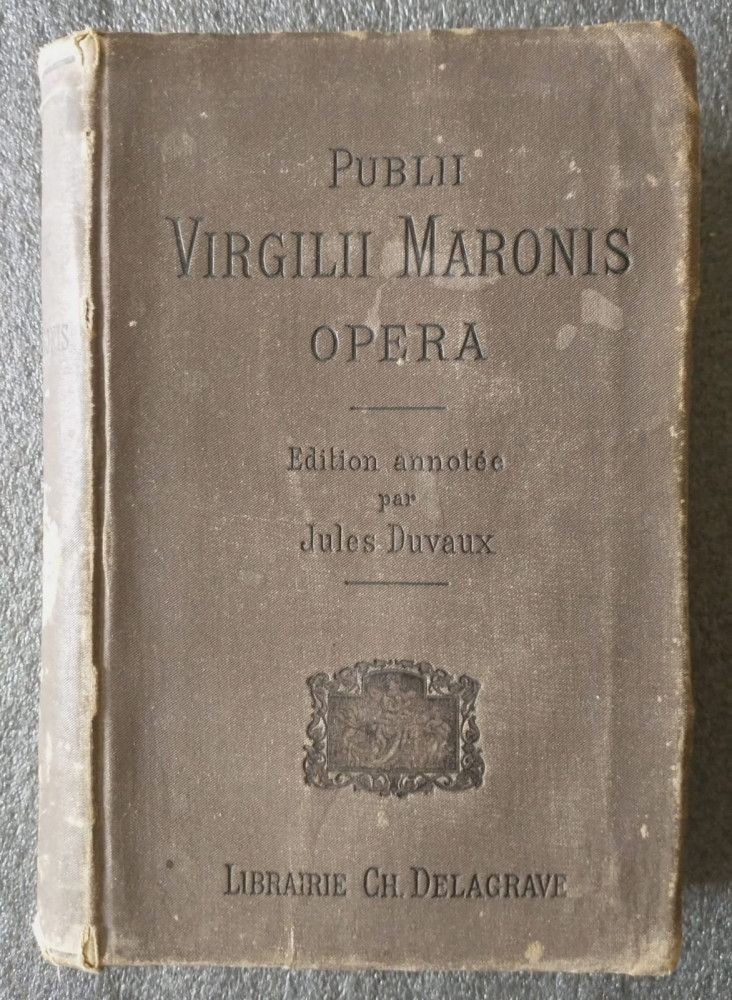 PUBLII
VIRGILII MARONIS
OPERA
Edition annotée
par
Jules Duvaux
LIBRAIRIE CH. DELAGRAVE